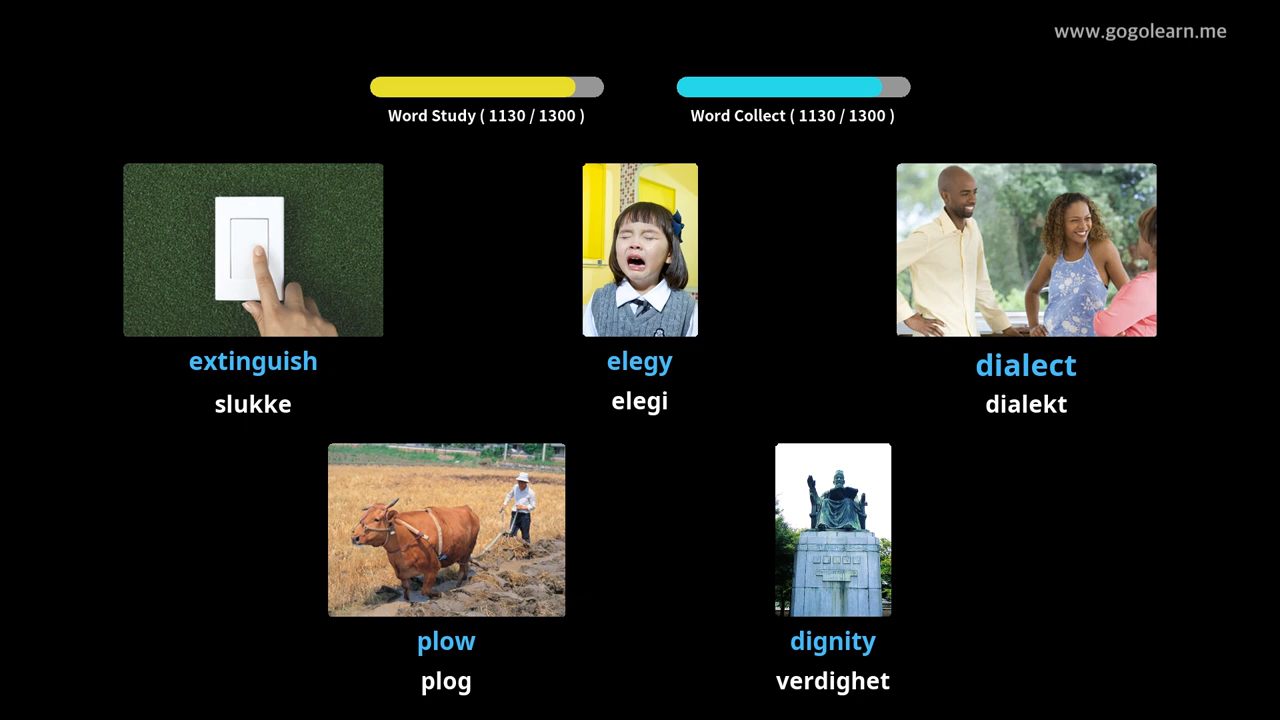 www.gogolearn.me
Word Study ( 1130 / 1300 )
Word Collect ( 1130 / 1300 )
extinguish
slukke
elegy
elegi
dialect
dialekt
plow
plog
dignity
verdighet